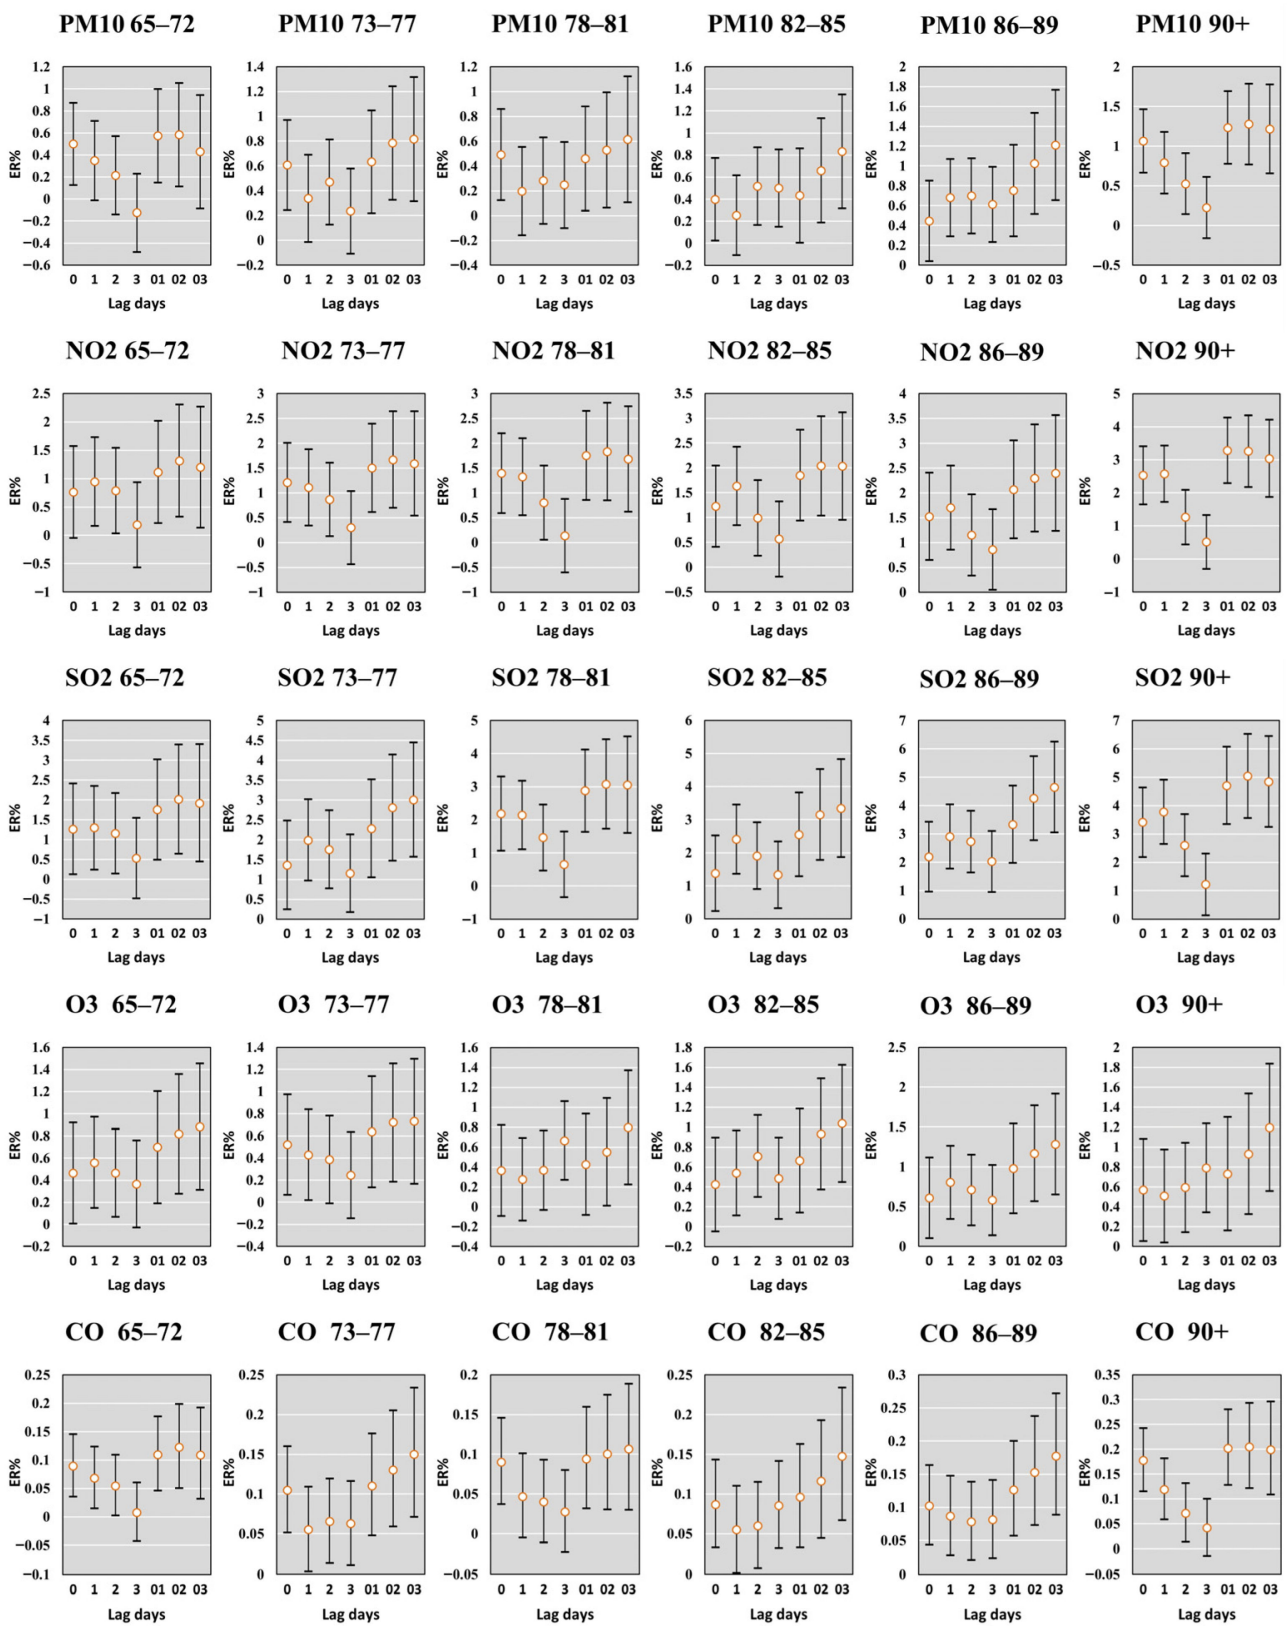 PM10 65–72
ER%
1.2
1
0.8
0.6
0.4
0.2
0
−0.2
−0.4
−0.6
0 1 2 3 01 02 03
Lag days
PM10 73–77
ER%
1.4
1.2
1
0.8
0.6
0.4
0.2
0
−0.2
0 1 2 3 01 02 03
Lag days
PM10 78–81
ER%
1.2
1
0.8
0.6
0.4
0.2
0
−0.2
−0.4
0 1 2 3 01 02 03
Lag days
PM10 82–85
ER%
1.6
1.4
1.2
1
0.8
0.6
0.4
0.2
0
−0.2
0 1 2 3 01 02 03
Lag days
PM10 86–89
ER%
2
1.8
1.6
1.4
1.2
1
0.8
0.6
0.4
0.2
0
0 1 2 3 01 02 03
Lag days
PM10 90+
ER%
2
1.5
1
0.5
0
−0.5
0 1 2 3 01 02 03
Lag days
NO2 65–72
ER%
2.5
2
1.5
1
0.5
0
−0.5
−1
0 1 2 3 01 02 03
Lag days
NO2 73–77
ER%
3
2.5
2
1.5
1
0.5
0
−0.5
−1
0 1 2 3 01 02 03
Lag days
NO2 78–81
ER%
3
2.5
2
1.5
1
0.5
0
−0.5
−1
0 1 2 3 01 02 03
Lag days
NO2 82–85
ER%
3.5
3
2.5
2
1.5
1
0.5
0
−0.5
0 1 2 3 01 02 03
Lag days
NO2 86–89
ER%
4
3.5
3
2.5
2
1.5
1
0.5
0
0 1 2 3 01 02 03
Lag days
NO2 90+
ER%
5
4
3
2
1
0
−1
0 1 2 3 01 02 03
Lag days
SO2 65–72
ER%
4
3.5
3
2.5
2
1.5
1
0.5
0
−0.5
−1
0 1 2 3 01 02 03
Lag days
SO2 73–77
ER%
5
4.5
4
3.5
3
2.5
2
1.5
1
0.5
0
0 1 2 3 01 02 03
Lag days
SO2 78–81
ER%
5
4
3
2
1
0
−1
0 1 2 3 01 02 03
Lag days
SO2 82–85
ER%
6
5
4
3
2
1
0
0 1 2 3 01 02 03
Lag days
SO2 86–89
ER%
7
6
5
4
3
2
1
0
0 1 2 3 01 02 03
Lag days
SO2 90+
ER%
7
6
5
4
3
2
1
0
0 1 2 3 01 02 03
Lag days
O3 65–72
ER%
1.6
1.4
1.2
1
0.8
0.6
0.4
0.2
0
−0.2
0 1 2 3 01 02 03
Lag days
O3 73–77
ER%
1.4
1.2
1
0.8
0.6
0.4
0.2
0
−0.2
−0.4
0 1 2 3 01 02 03
Lag days
O3 78–81
ER%
1.6
1.4
1.2
1
0.8
0.6
0.4
0.2
0
−0.2
−0.4
0 1 2 3 01 02 03
Lag days
O3 82–85
ER%
1.8
1.6
1.4
1.2
1
0.8
0.6
0.4
0.2
0
−0.2
0 1 2 3 01 02 03
Lag days
O3 86–89
ER%
2.5
2
1.5
1
0.5
0
0 1 2 3 01 02 03
Lag days
O3 90+
ER%
2
1.8
1.6
1.4
1.2
1
0.8
0.6
0.4
0.2
0
0 1 2 3 01 02 03
Lag days
CO 65–72
ER%
0.25
0.2
0.15
0.1
0.05
0
−0.05
−0.1
0 1 2 3 01 02 03
Lag days
CO 73–77
ER%
0.25
0.2
0.15
0.1
0.05
0
0 1 2 3 01 02 03
Lag days
CO 78–81
ER%
0.2
0.15
0.1
0.05
0
−0.05
0 1 2 3 01 02 03
Lag days
CO 82–85
ER%
0.25
0.2
0.15
0.1
0.05
0
0 1 2 3 01 02 03
Lag days
CO 86–89
ER%
0.3
0.25
0.2
0.15
0.1
0.05
0
0 1 2 3 01 02 03
Lag days
CO 90+
ER%
0.35
0.3
0.25
0.2
0.15
0.1
0.05
0
−0.05
0 1 2 3 01 02 03
Lag days